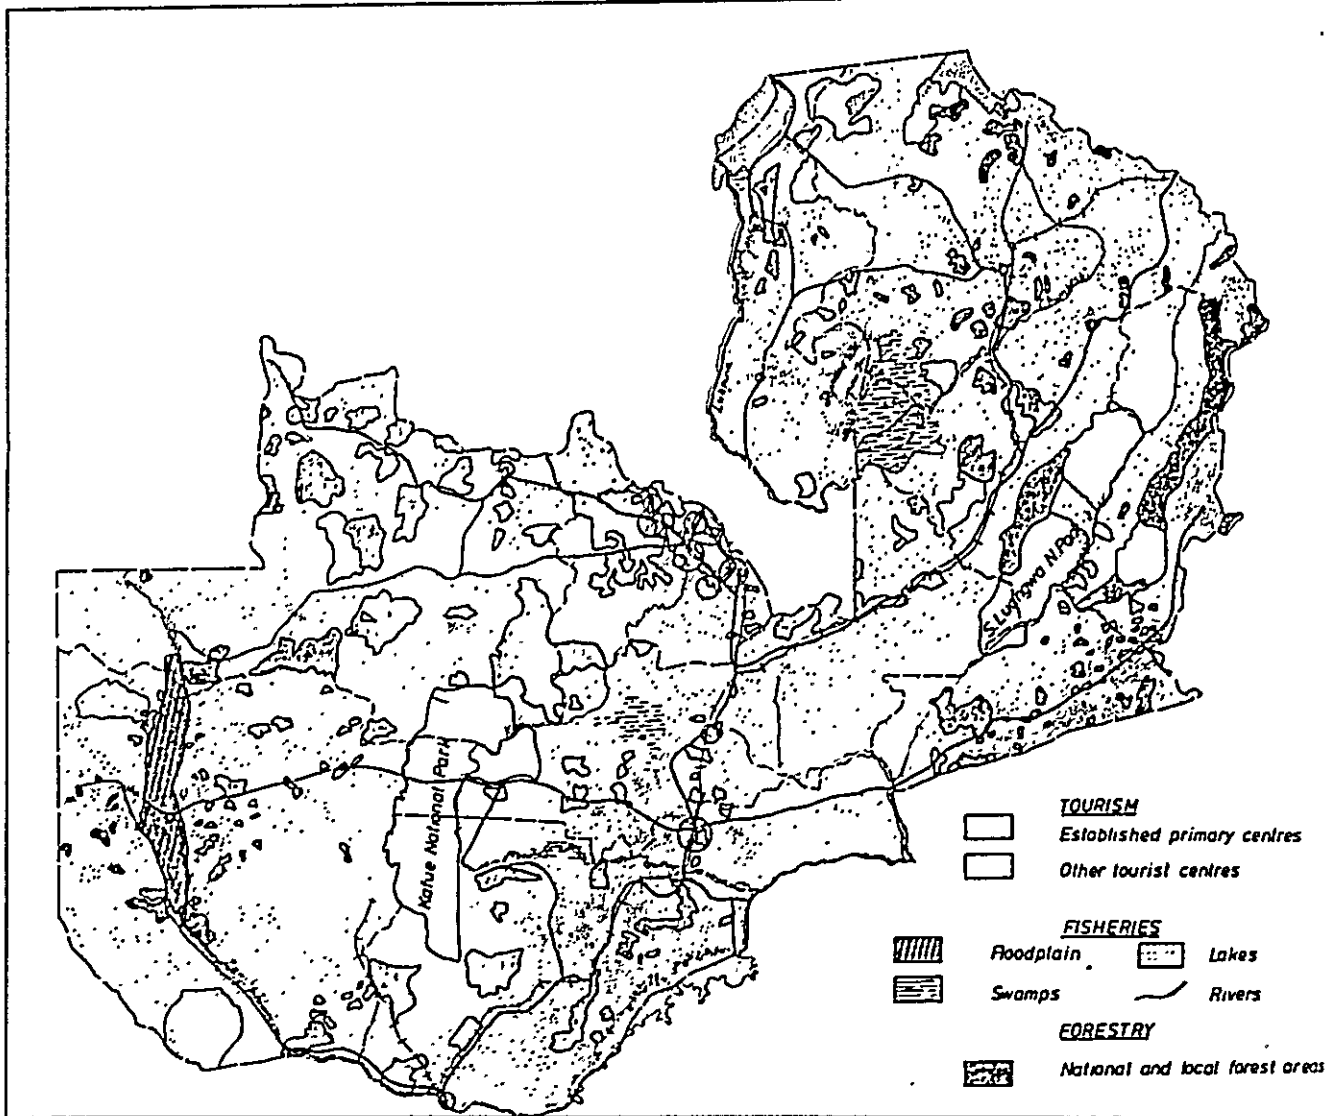 S. Luangwa N. Park
Kafue National Park
TOURISM
Established primary centres
Other tourist centres
FISHERIES
Floodplain
Lakes
Swamps
Rivers
FORESTRY
National and local forest areas